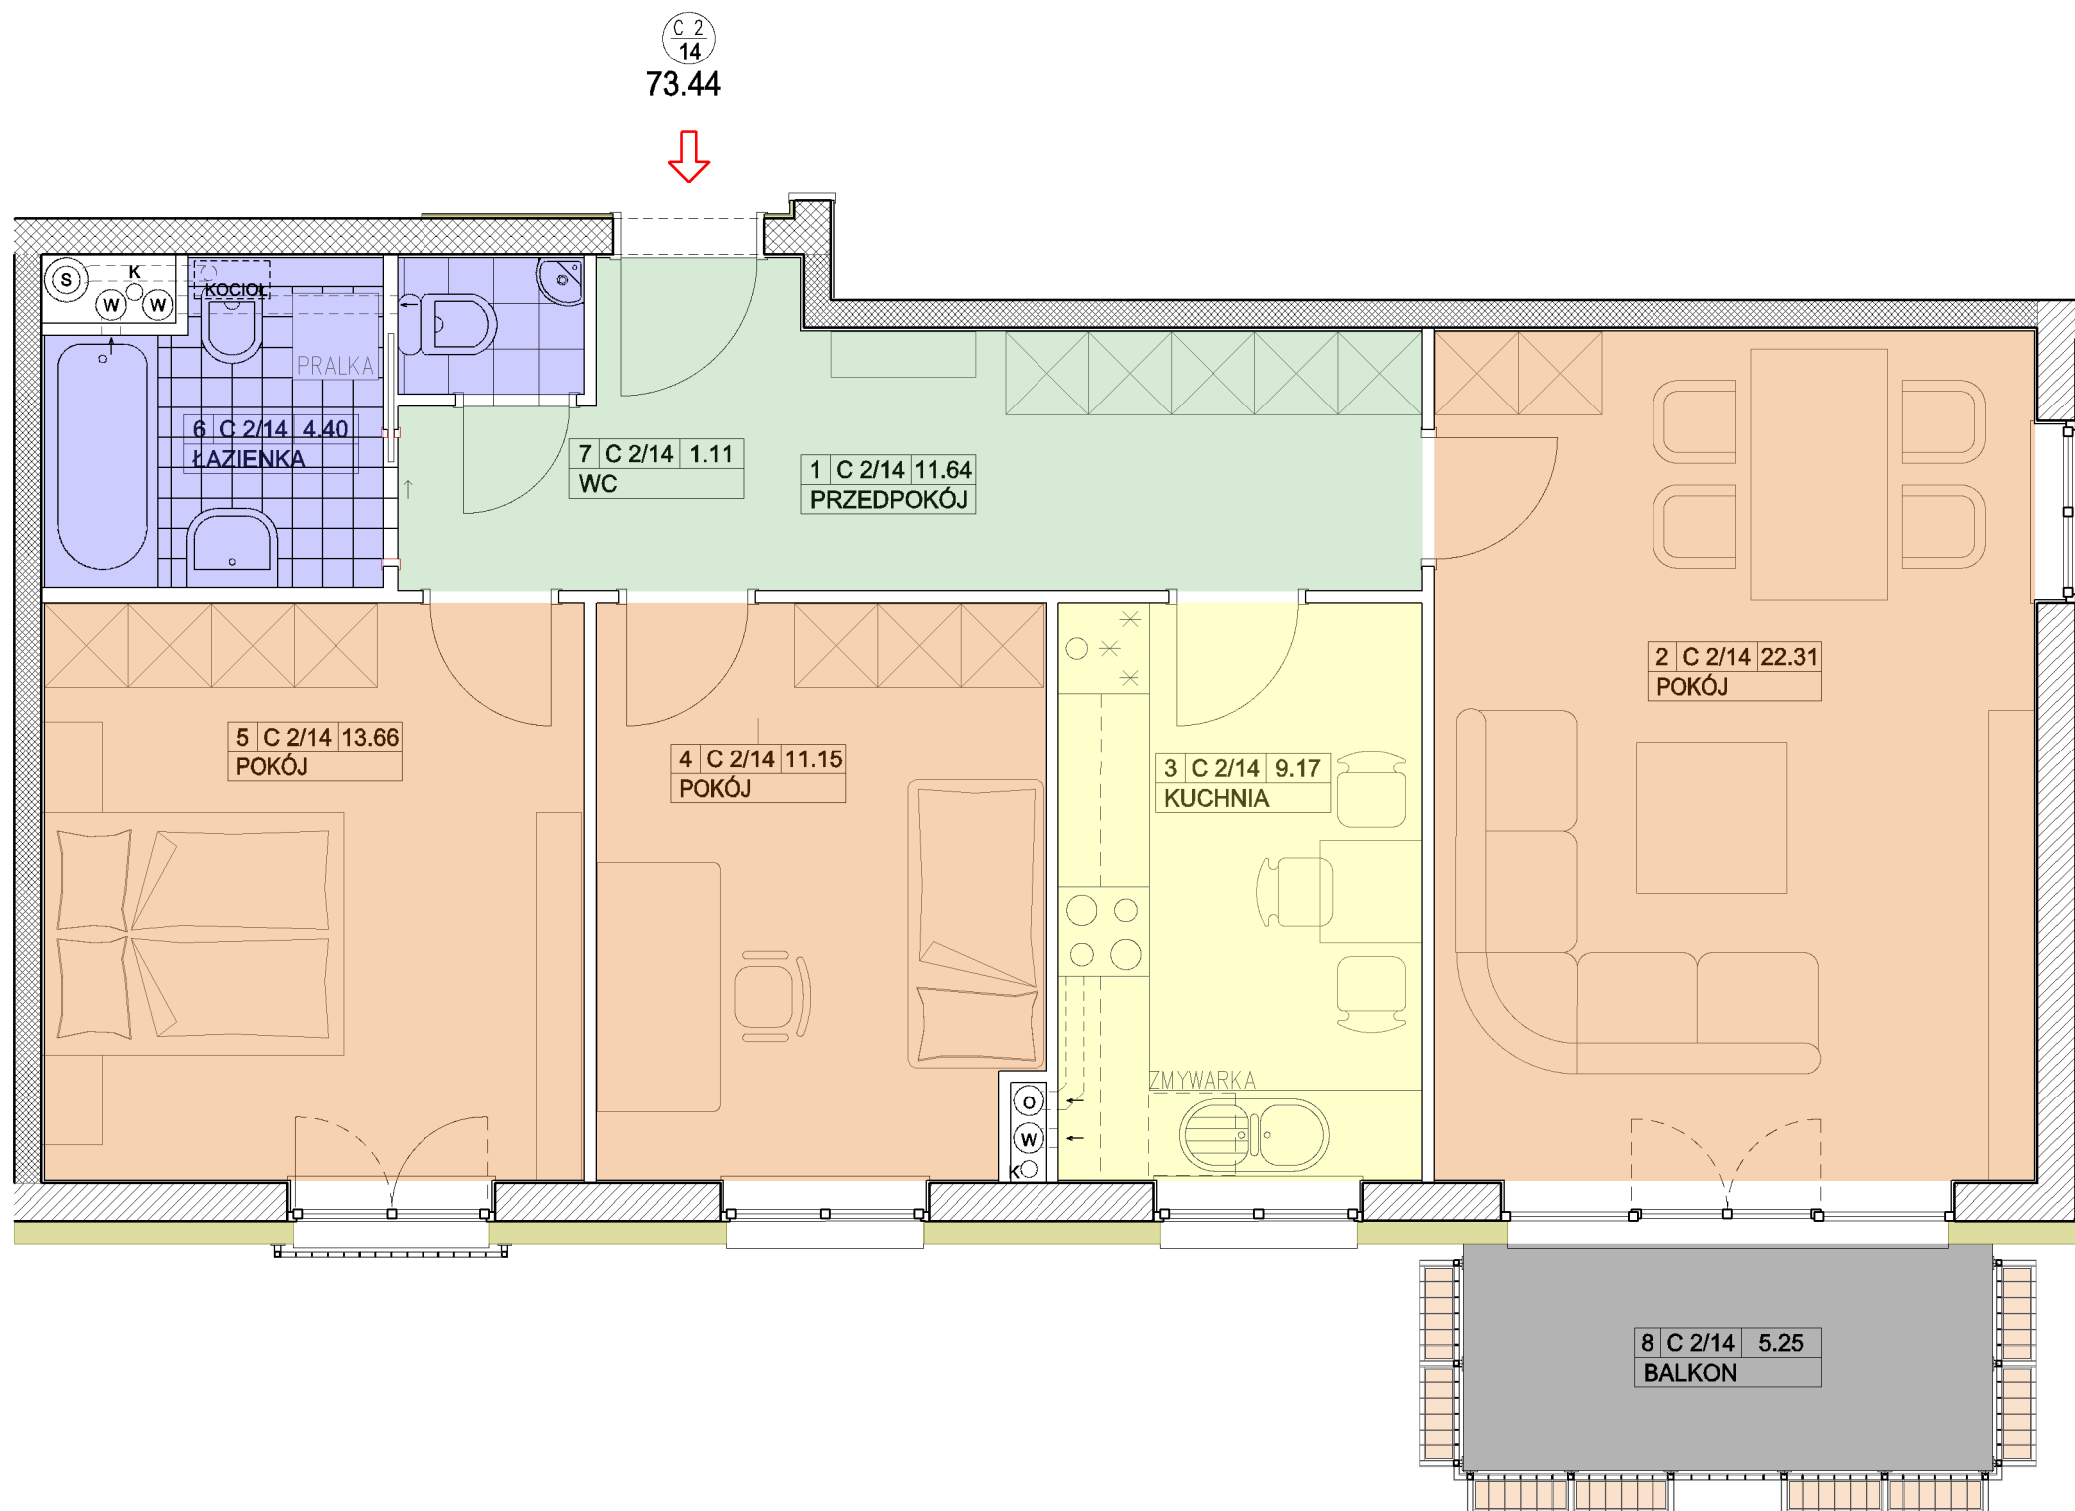 C 2
14
73.44
S
K
W
W
KOCIOŁ
PRALKA
6 C 2/14 4.40
ŁAZIENKA
7 C 2/14 1.11
WC
1 C 2/14 11.64
PRZEDPOKÓJ
2 C 2/14 22.31
POKÓJ
5 C 2/14 13.66
POKÓJ
4 C 2/14 11.15
POKÓJ
3 C 2/14 9.17
KUCHNIA
ZMYWARKA
O
W
K
8 C 2/14 5.25
BALKON